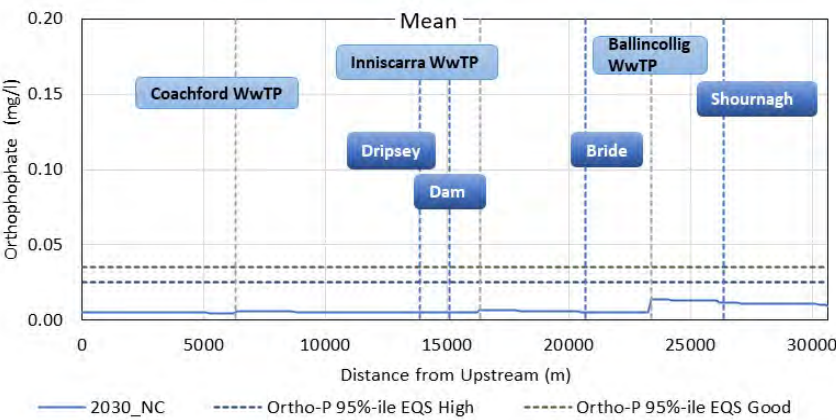 Mean
0.20
0.15
0.10
0.05
0.00
Orthophophate (mg/l)
Ballincollig
WwTP
Inniscarra WwTP
Coachford WwTP
Shournagh
Dripsey
Bride
Dam
0 5000 10000 15000 20000 25000 30000
Distance from Upstream (m)
2030_NC Ortho-P 95%-ile EQS High Ortho-P 95%-ile EQS Good